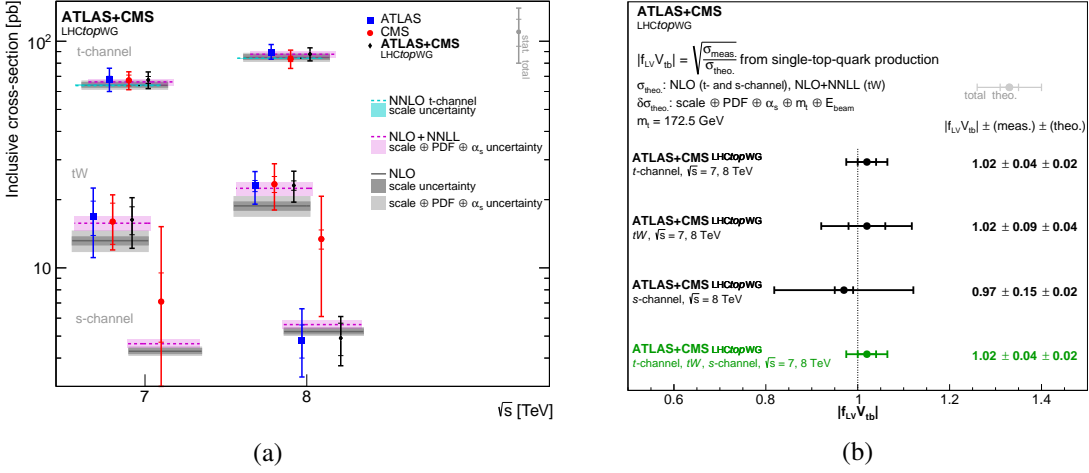 ATLAS+CMS
LHCtopWG
ATLAS
CMS
ATLAS+CMS
LHCtopWG
stat. total
Inclusive cross-section [pb]
10²
10
t-channel
tW
s-channel
NNLO t-channel
scale uncertainty
NLO+NNLL
scale ⊕ PDF ⊕ αs uncertainty
NLO
scale uncertainty
scale ⊕ PDF ⊕ αs uncertainty
7 8
√s [TeV]
(a)
ATLAS+CMS
LHCtopWG
|fLVVtb| = √(σmeas./σtheo.) from single-top-quark production
σtheo.: NLO (t- and s-channel), NLO+NNLL (tW)
δσtheo.: scale ⊕ PDF ⊕ αs ⊕ mt ⊕ Ebeam
mt = 172.5 GeV
total theo.
|fLVVtb| ± (meas.) ± (theo.)
ATLAS+CMS LHCtopWG
t-channel, √s = 7, 8 TeV
1.02 ± 0.04 ± 0.02
ATLAS+CMS LHCtopWG
tW, √s = 7, 8 TeV
1.02 ± 0.09 ± 0.04
ATLAS+CMS LHCtopWG
s-channel, √s = 8 TeV
0.97 ± 0.15 ± 0.02
ATLAS+CMS LHCtopWG
t-channel, tW, s-channel, √s = 7, 8 TeV
1.02 ± 0.04 ± 0.02
0.6 0.8 1 1.2 1.4
|fLVVtb|
(b)